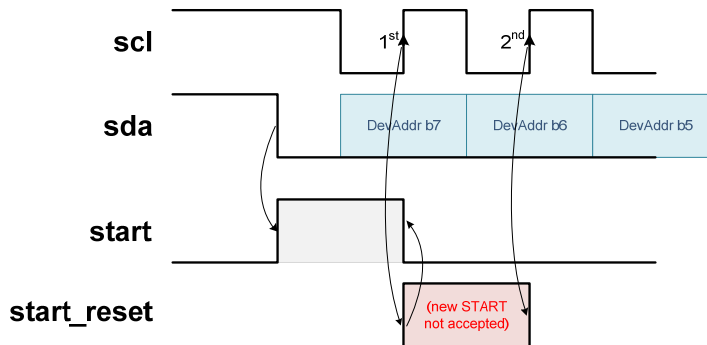 scl
1st
2nd
sda
DevAddr b7
DevAddr b6
DevAddr b5
start
start_reset
(new START
not accepted)